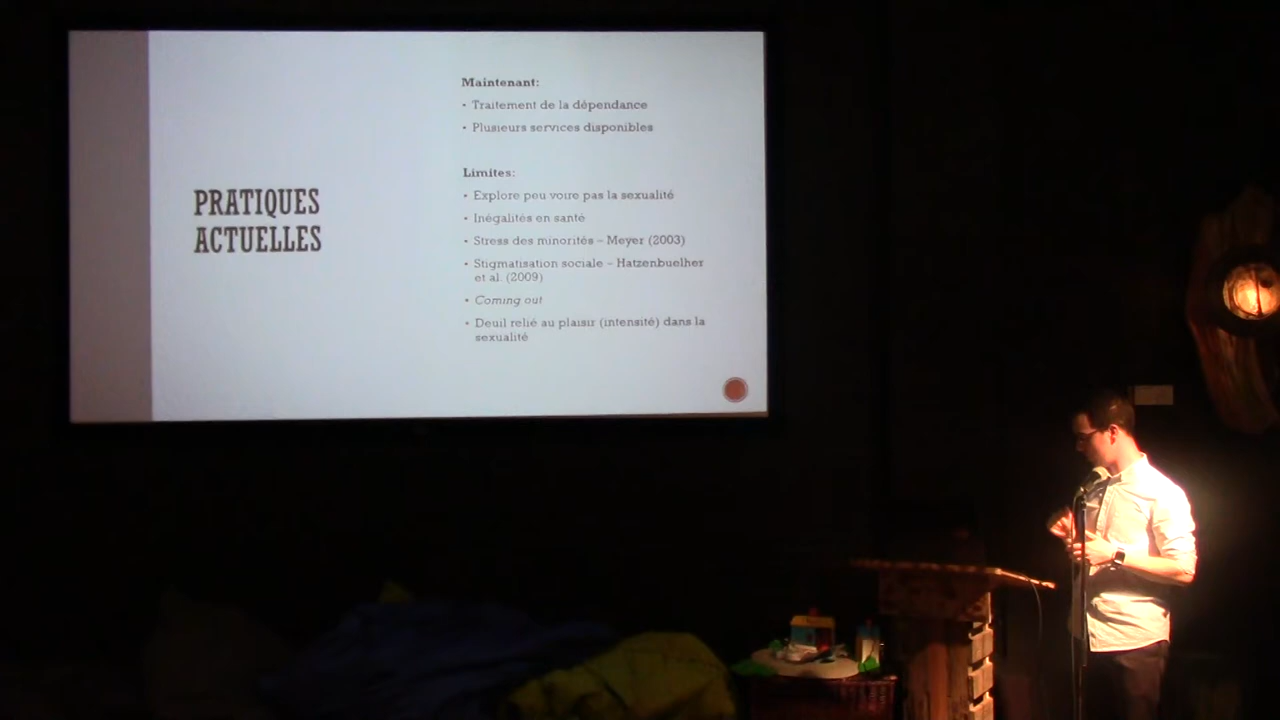 PRATIQUES
ACTUELLES
Maintenant:
• Traitement de la dépendance
• Plusieurs services disponibles
Limites:
• Explore peu voire pas la sexualité
• Inégalités en santé
• Stress des minorités – Meyer (2003)
• Stigmatisation sociale – Hatzenbuelher
et al. (2009)
• Coming out
• Deuil relié au plaisir (intensité) dans la
sexualité